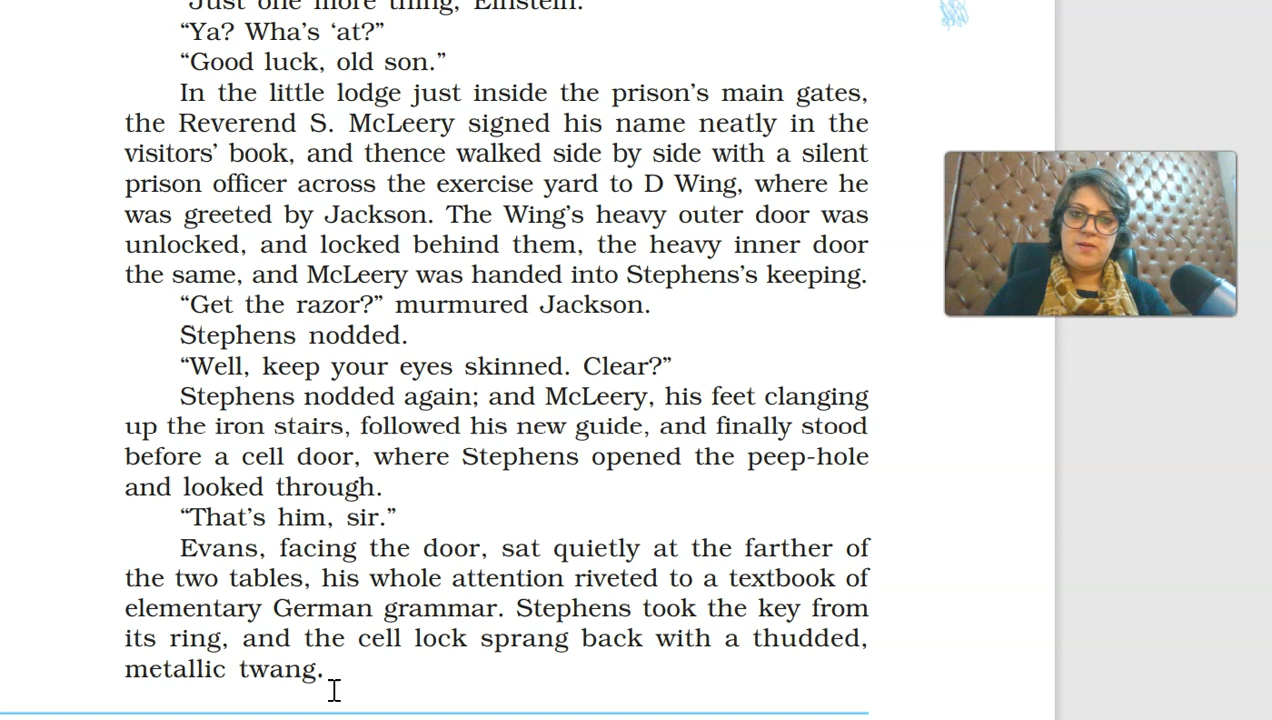 "Just one more thing, Einstein."
"Ya? Wha's 'at?"
"Good luck, old son."
In the little lodge just inside the prison's main gates,
the Reverend S. McLeery signed his name neatly in the
visitors' book, and thence walked side by side with a silent
prison officer across the exercise yard to D Wing, where he
was greeted by Jackson. The Wing's heavy outer door was
unlocked, and locked behind them, the heavy inner door
the same, and McLeery was handed into Stephens's keeping.
"Get the razor?" murmured Jackson.
Stephens nodded.
"Well, keep your eyes skinned. Clear?"
Stephens nodded again; and McLeery, his feet clanging
up the iron stairs, followed his new guide, and finally stood
before a cell door, where Stephens opened the peep-hole
and looked through.
"That's him, sir."
Evans, facing the door, sat quietly at the farther of
the two tables, his whole attention riveted to a textbook of
elementary German grammar. Stephens took the key from
its ring, and the cell lock sprang back with a thudded,
metallic twang.